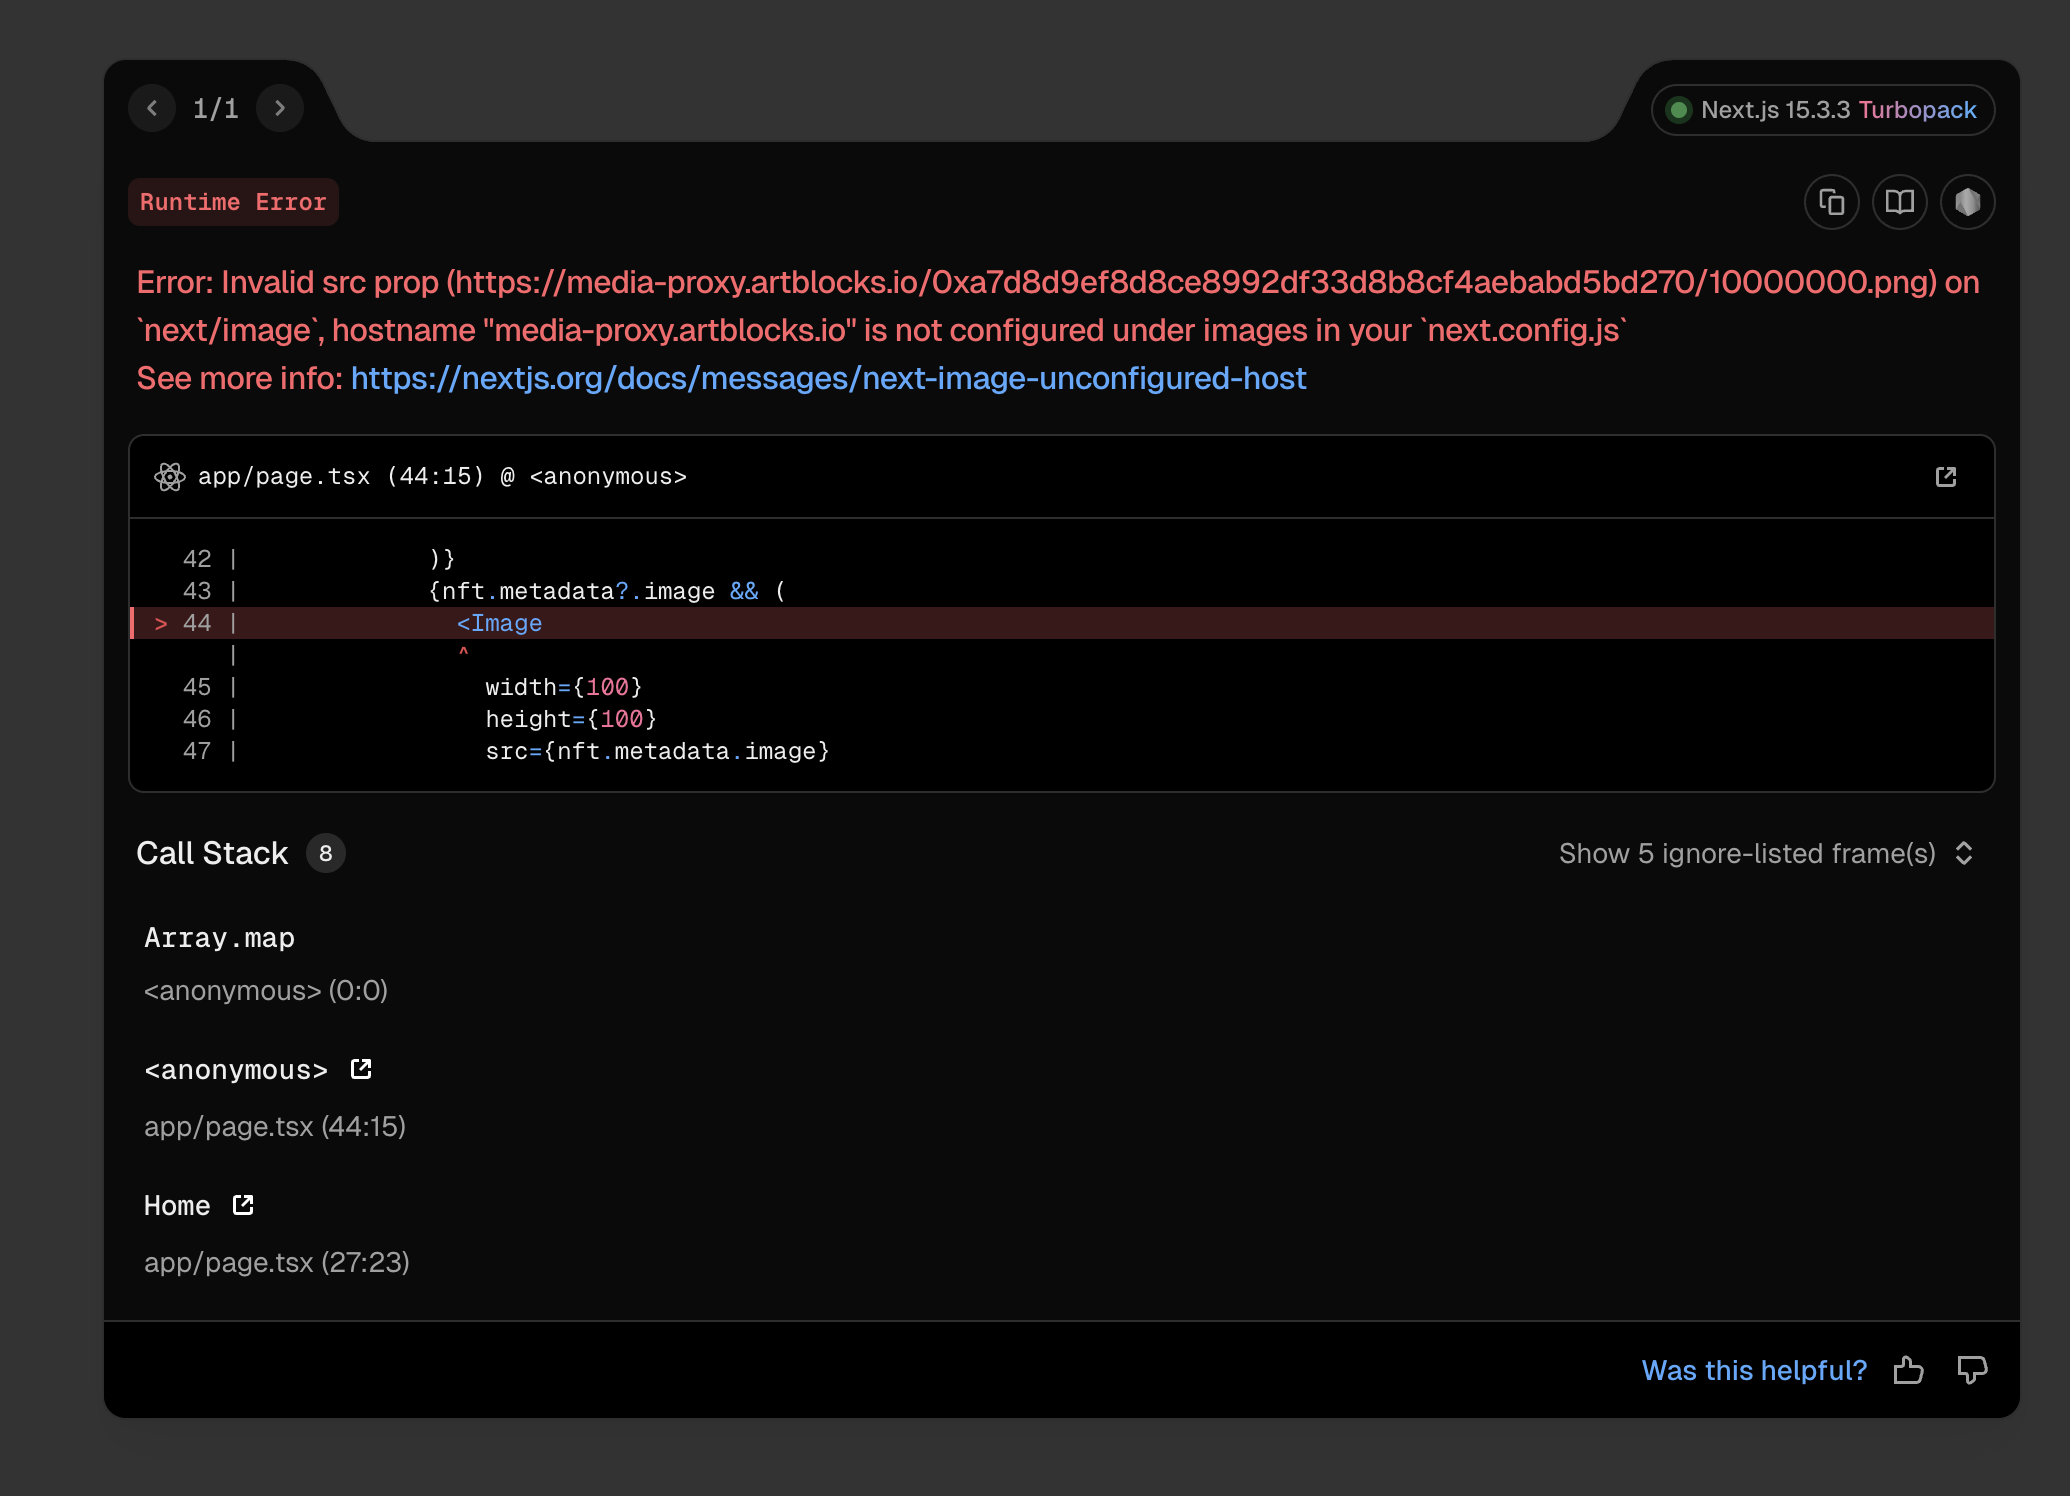 1/1
Next.js 15.3.3 Turbopack
Runtime Error
Error: Invalid src prop (https://media-proxy.artblocks.io/0xa7d8d9ef8d8ce8992df33d8b8cf4aebabd5bd270/10000000.png) on
`next/image`, hostname "media-proxy.artblocks.io" is not configured under images in your `next.config.js`
See more info: https://nextjs.org/docs/messages/next-image-unconfigured-host
app/page.tsx (44:15) @ <anonymous>
42 |             )}
43 |             {nft.metadata?.image && (
> 44 |               <Image
|               ^
45 |                 width={100}
46 |                 height={100}
47 |                 src={nft.metadata.image}
Call Stack 8
Show 5 ignore-listed frame(s)
Array.map
<anonymous> (0:0)
<anonymous>
app/page.tsx (44:15)
Home
app/page.tsx (27:23)
Was this helpful?